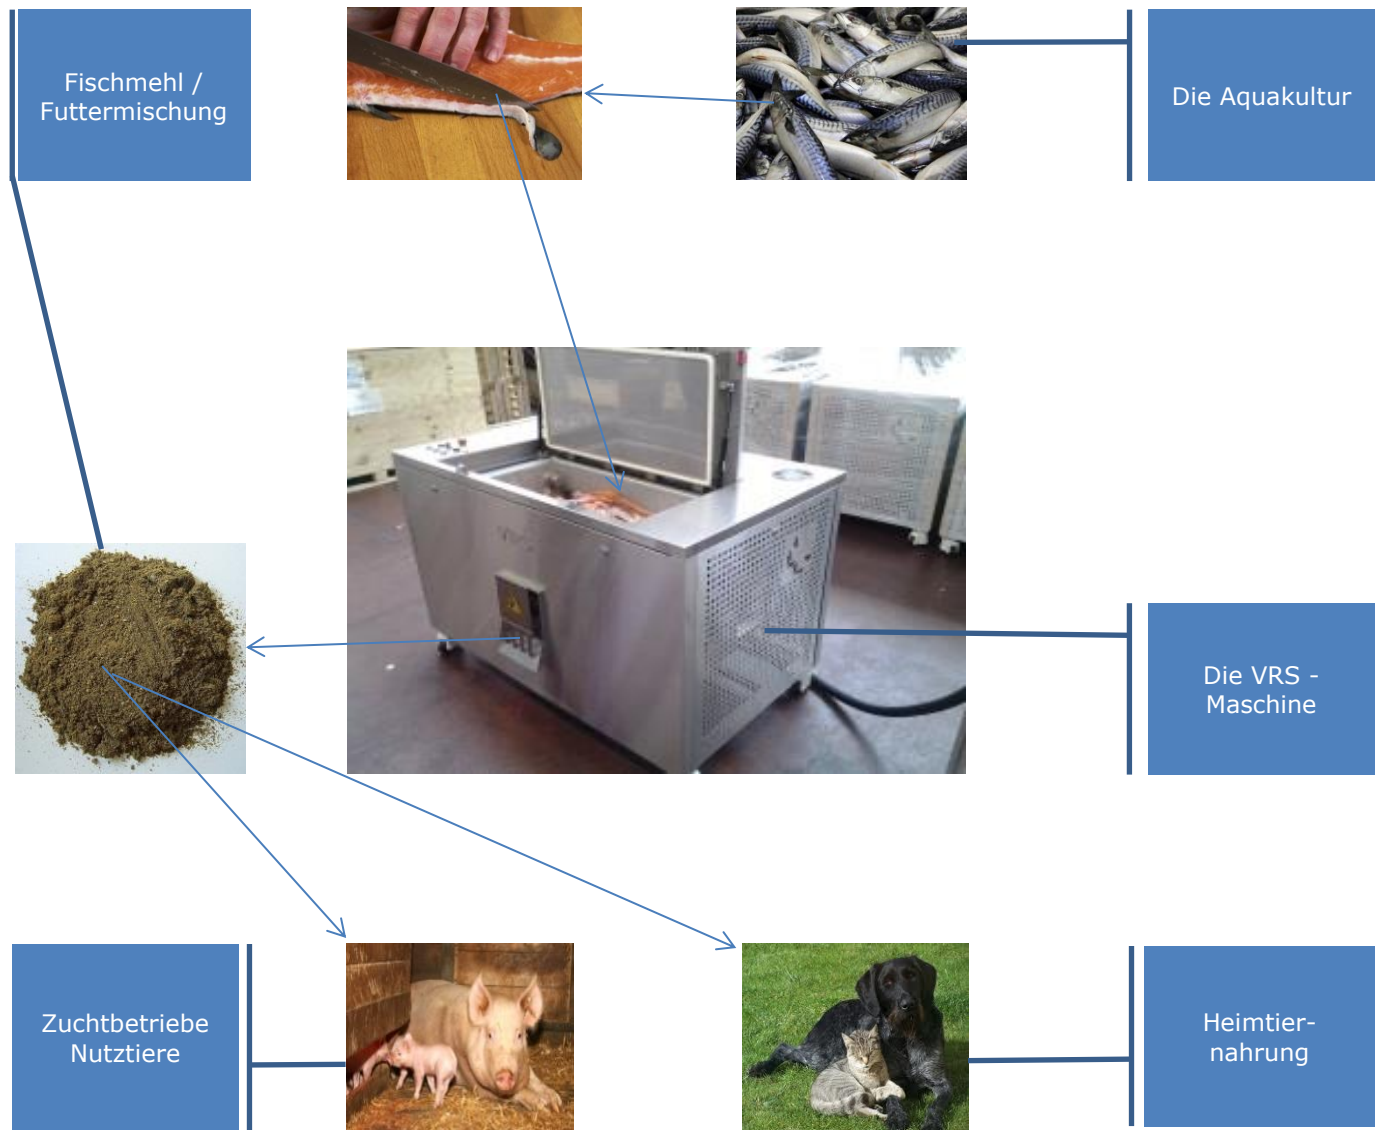 Fischmehl /
Futtermischung
Die Aquakultur
Die VRS -
Maschine
Zuchtbetriebe
Nutztiere
Heimtier-
nahrung